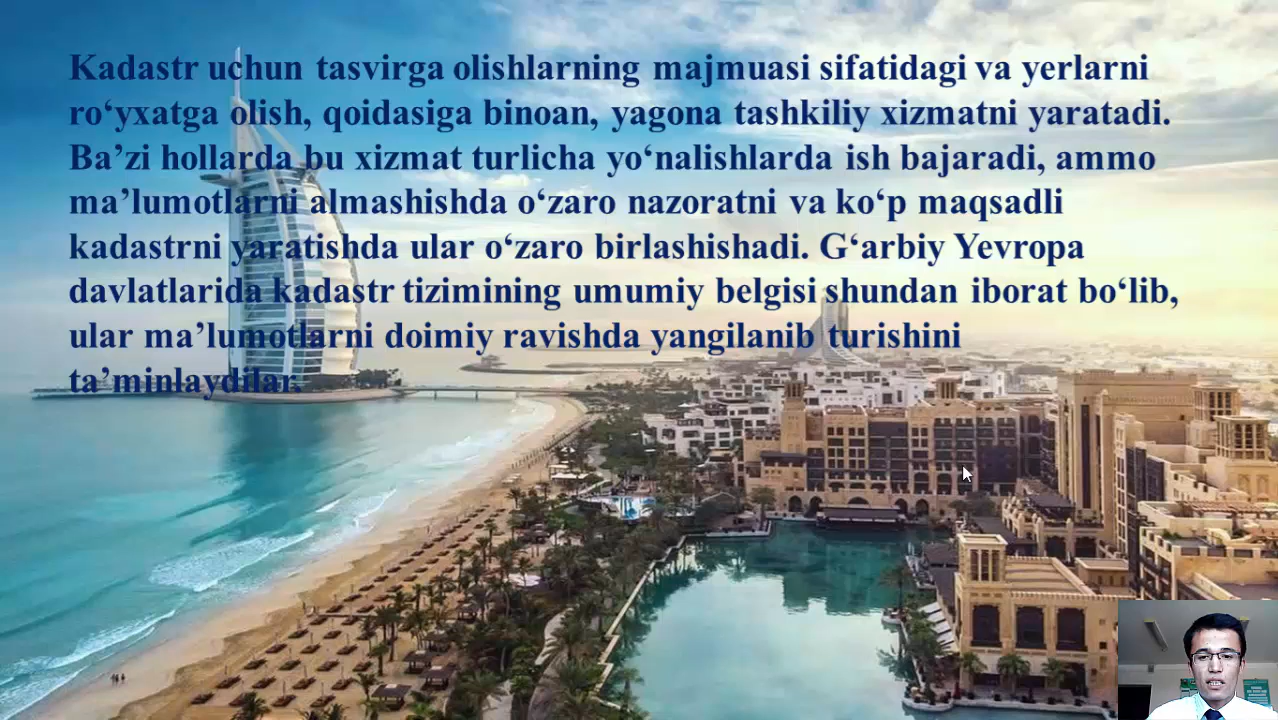 Kadastr uchun tasvirga olishlarning majmuasi sifatidagi va yerlarni
ro‘yxatga olish, qoidasiga binoan, yagona tashkiliy xizmatni yaratadi.
Ba’zi hollarda bu xizmat turlicha yo‘nalishlarda ish bajaradi, ammo
ma’lumotlarni almashishda o‘zaro nazoratni va ko‘p maqsadli
kadastrni yaratishda ular o‘zaro birlashishadi. G‘arbiy Yevropa
davlatlarida kadastr tizimining umumiy belgisi shundan iborat bo‘lib,
ular ma’lumotlarni doimiy ravishda yangilanib turishini
ta’minlaydilar.